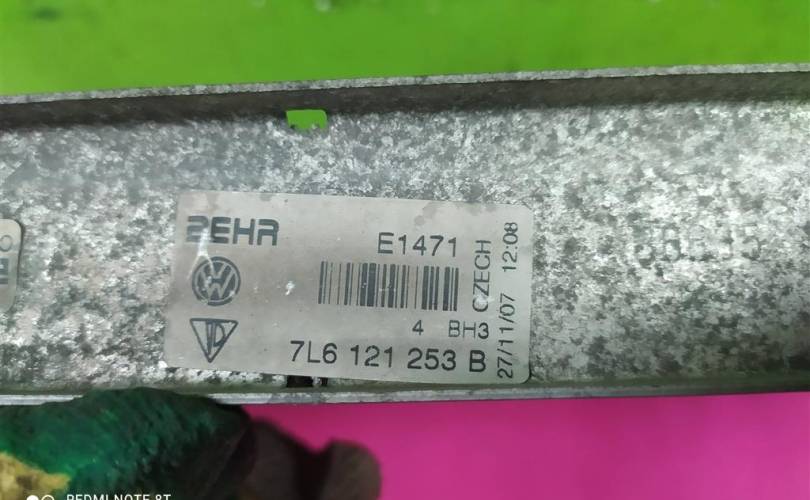 BEHR
E1471
4 BH3
7L6 121 253 B
CZECH
27/11/07 12:08
REDMI NOTE 8T